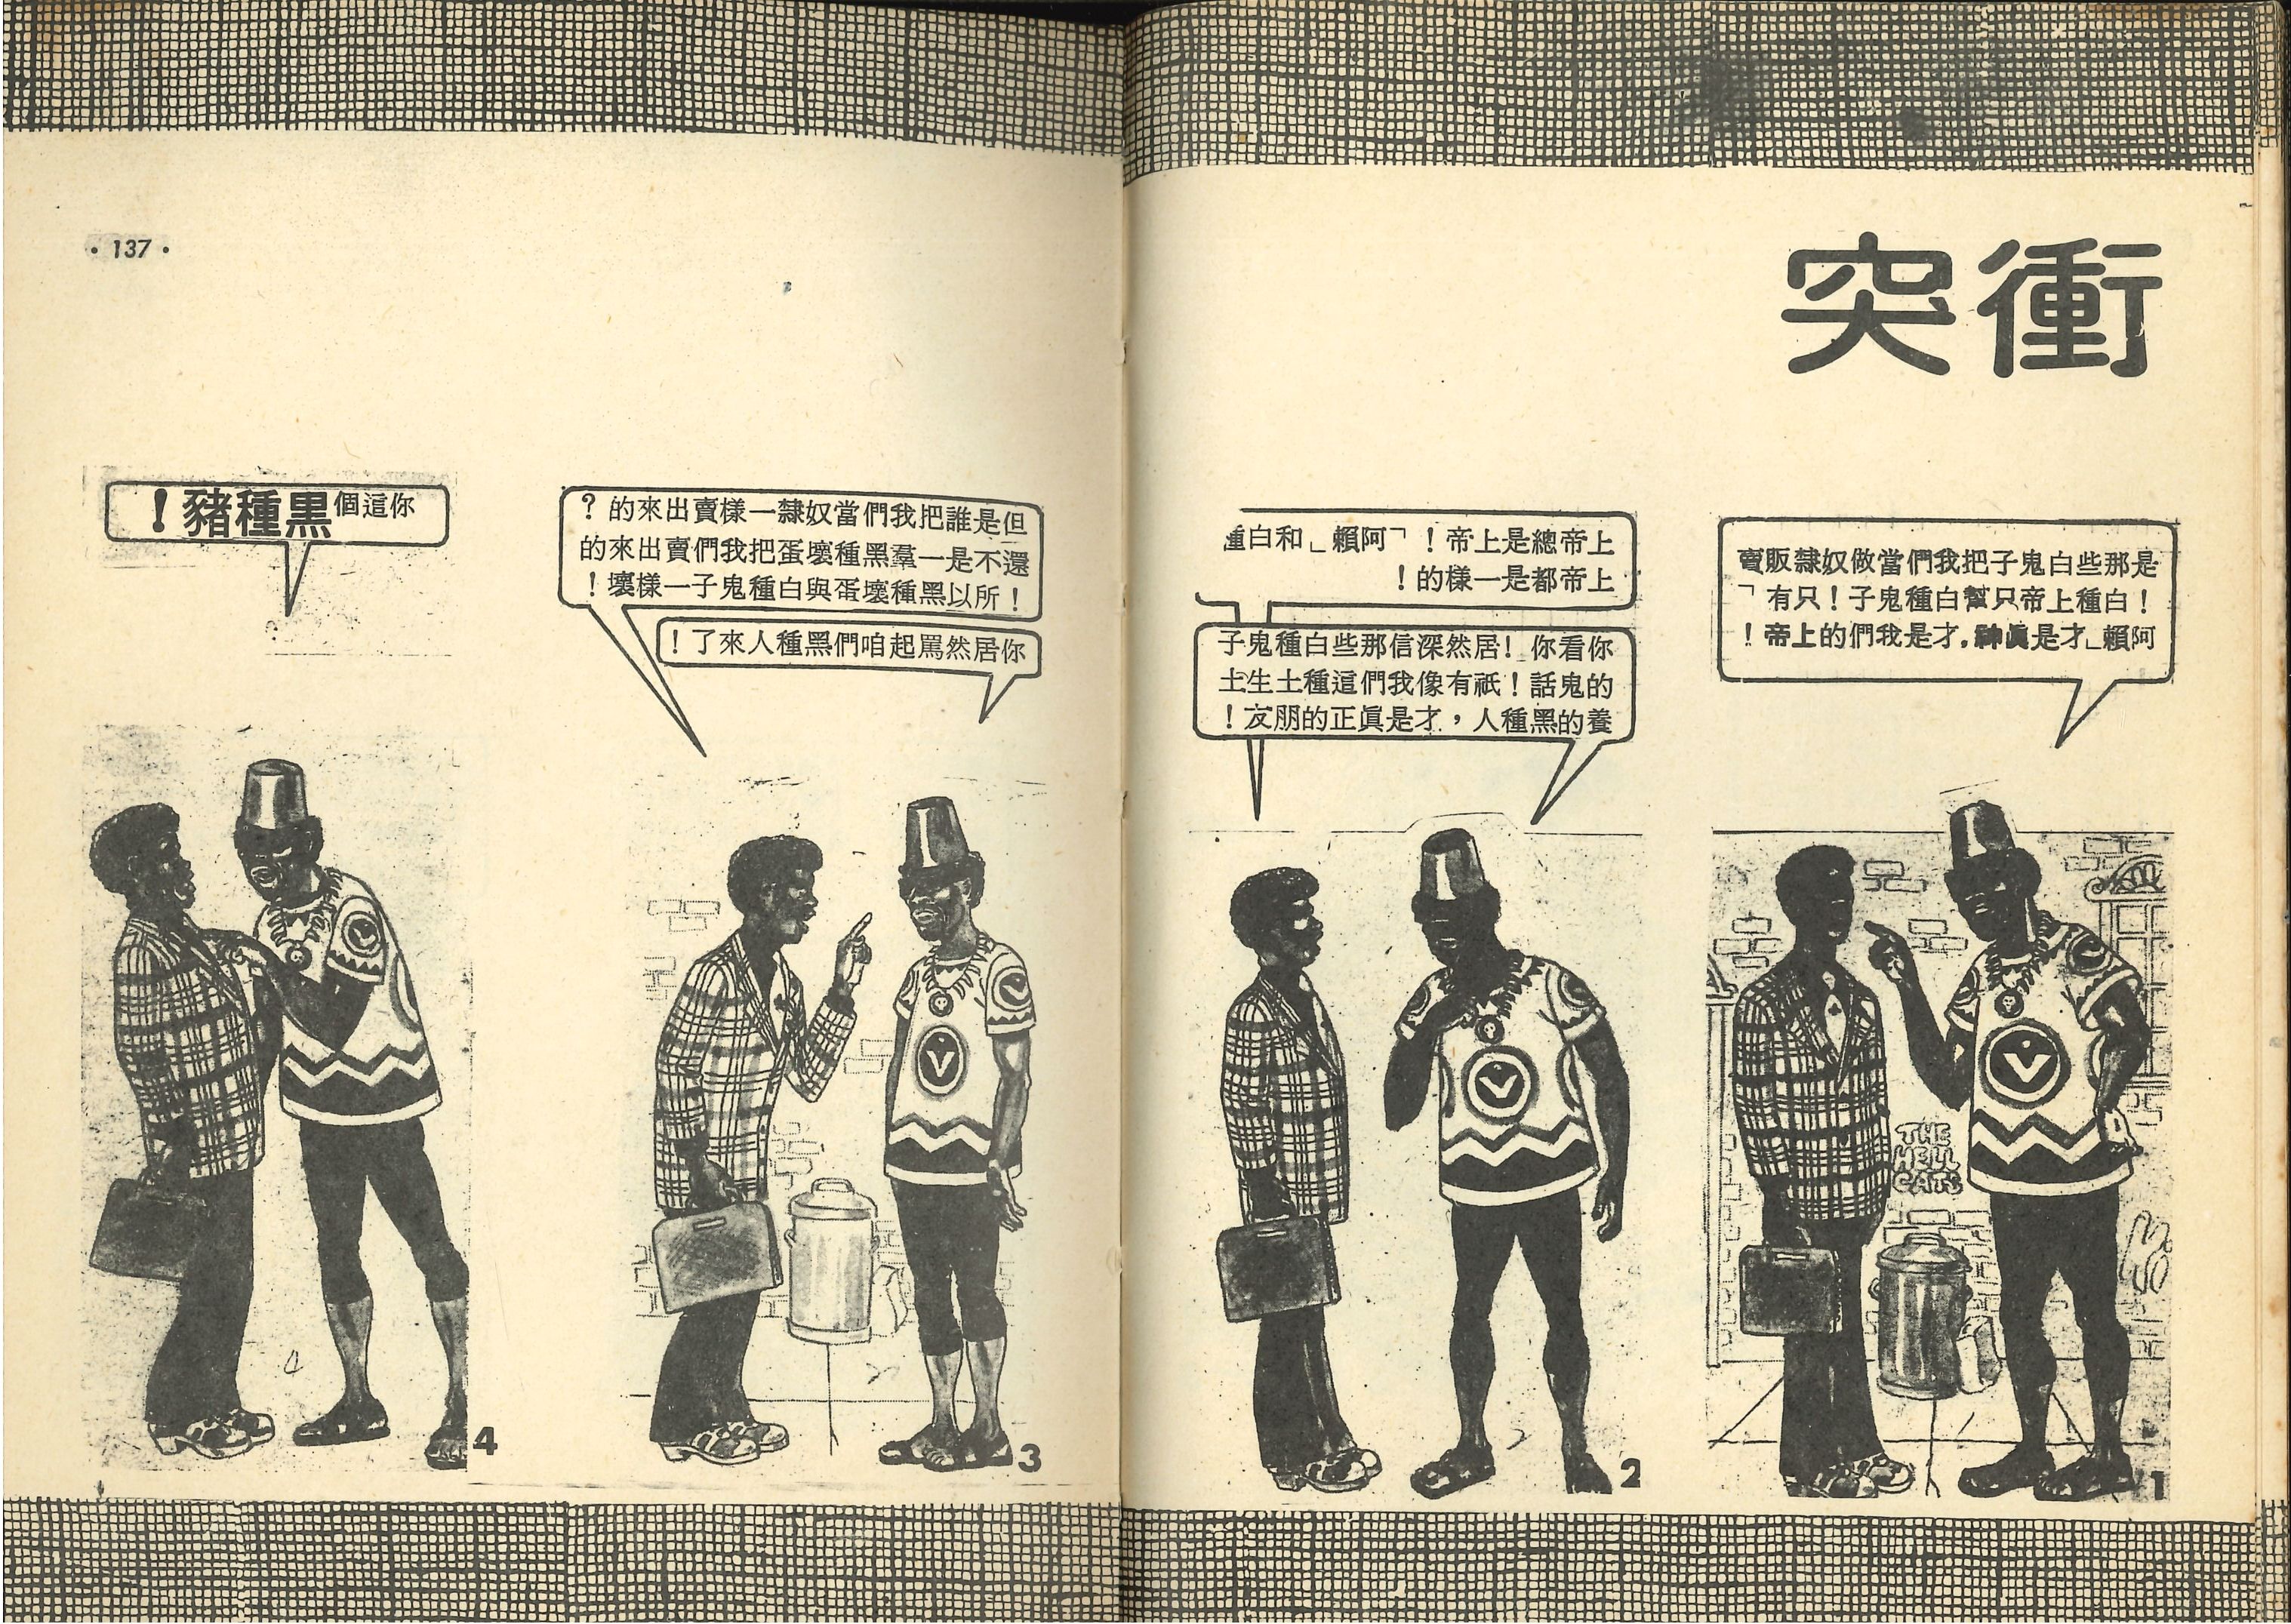 衝突
是那些白鬼子把我們當做奴隸販賣
！白種上帝只幫白種鬼子！只有「
阿賴」才是眞神，才是我們的上帝！
THE
HELL
CATS
1
上帝總是上帝！「阿賴」和白種
上帝都是一樣的！
你看你！居然深信那些白種鬼子
的鬼話！祇有像我們這種土生土
養的黑種人，才是眞正的朋友！
2
但是誰把我們當奴隸一樣賣出來的？
還不是一羣黑種壞蛋把我們賣出來的
！所以黑種壞蛋與白種鬼子一樣壞！
你居然罵起咱們黑種人來了！
3
你這個黑種豬！
4
• 137 •